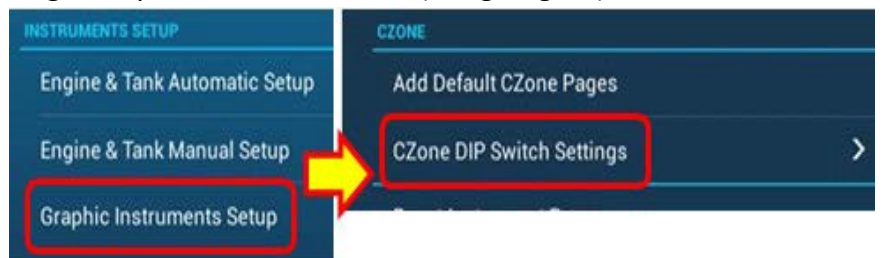 INSTRUMENTS SETUP
Engine & Tank Automatic Setup
Engine & Tank Manual Setup
Graphic Instruments Setup
CZONE
Add Default CZone Pages
CZone DIP Switch Settings